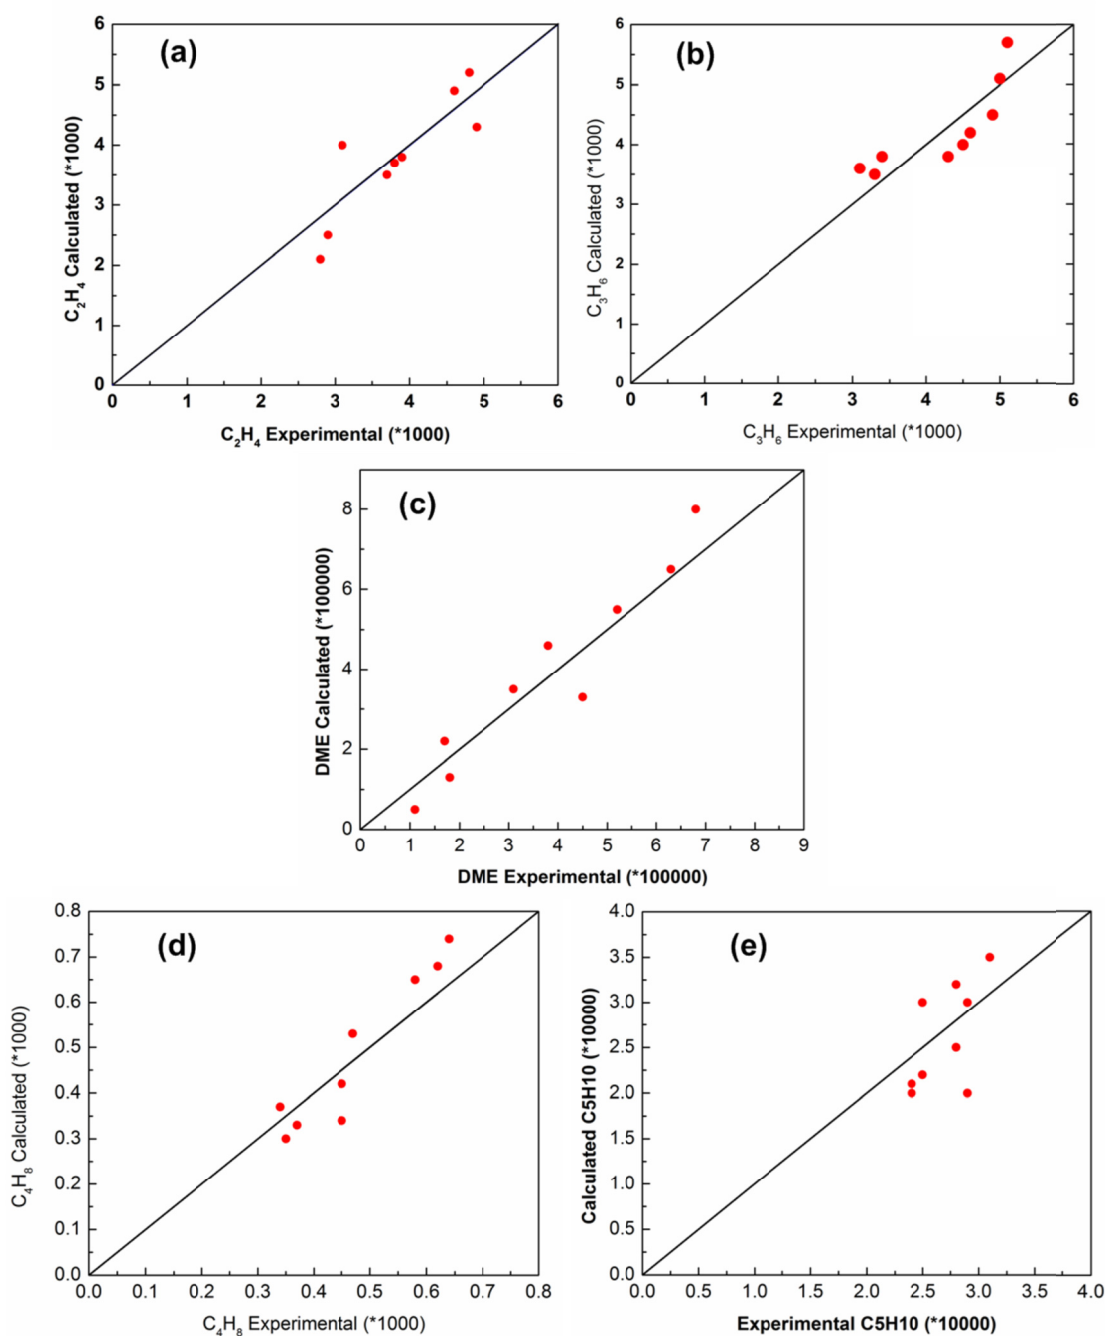 (a)
6
5
4
3
2
1
0
C₂H₄ Calculated (*1000)
0 1 2 3 4 5 6
C₂H₄ Experimental (*1000)
(b)
6
5
4
3
2
1
0
C₃H₆ Calculated (*1000)
0 1 2 3 4 5 6
C₃H₆ Experimental (*1000)
(c)
8
6
4
2
0
DME Calculated (*100000)
0 1 2 3 4 5 6 7 8 9
DME Experimental (*100000)
(d)
0.8
0.7
0.6
0.5
0.4
0.3
0.2
0.1
0.0
C₄H₈ Calculated (*1000)
0.0 0.1 0.2 0.3 0.4 0.5 0.6 0.7 0.8
C₄H₈ Experimental (*1000)
(e)
4.0
3.5
3.0
2.5
2.0
1.5
1.0
0.5
0.0
Calculated C5H10 (*10000)
0.0 0.5 1.0 1.5 2.0 2.5 3.0 3.5 4.0
Experimental C5H10 (*10000)